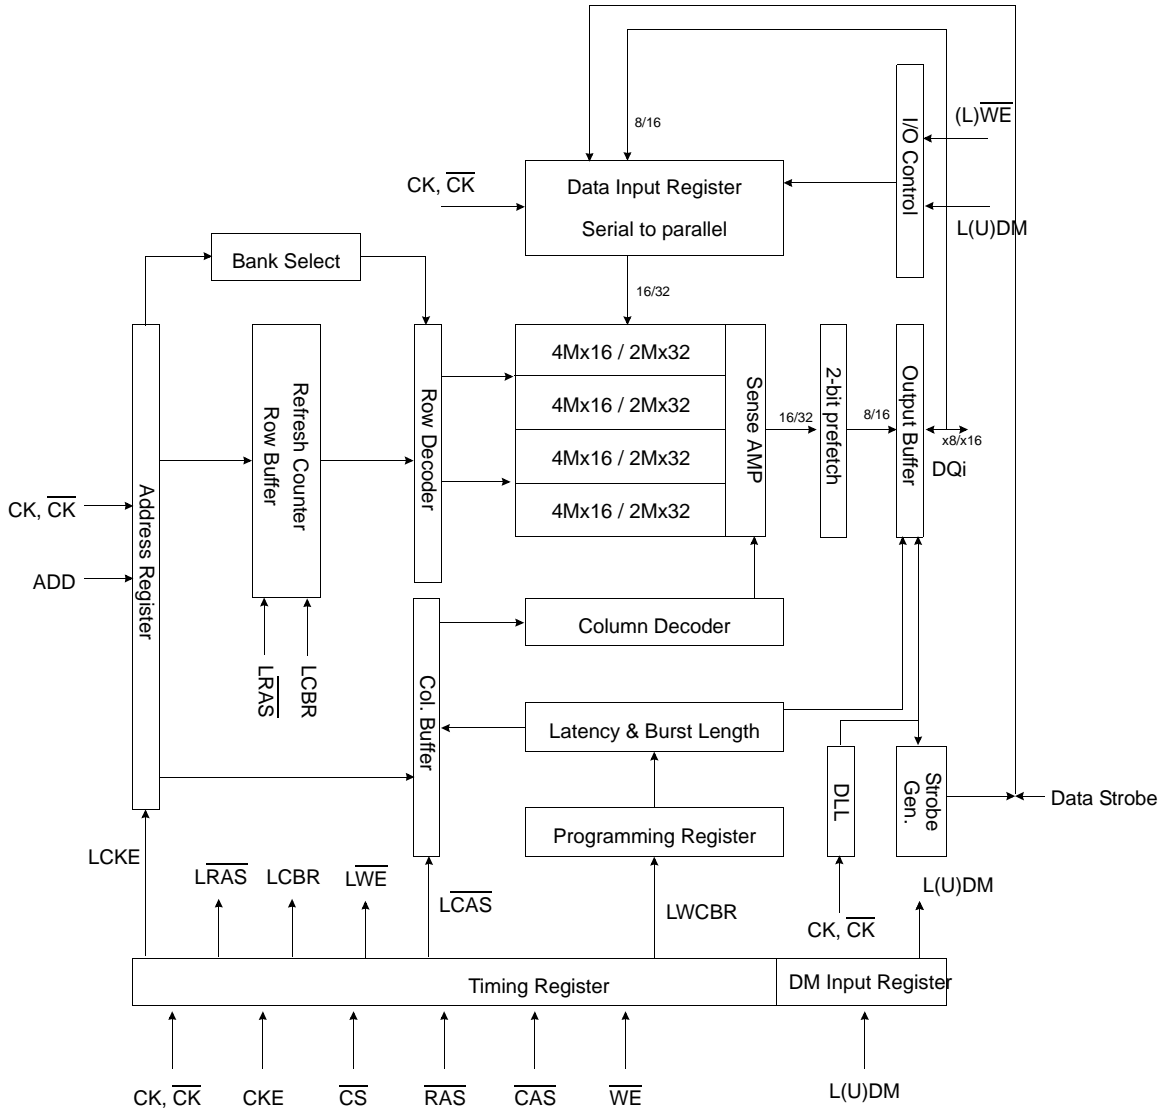 8/16
(L)WE
I/O Control
CK, CK
Data Input Register
Serial to parallel
L(U)DM
Bank Select
16/32
Address Register
Refresh Counter
Row Buffer
Row Decoder
4Mx16 / 2Mx32
4Mx16 / 2Mx32
4Mx16 / 2Mx32
4Mx16 / 2Mx32
Sense AMP
16/32
2-bit prefetch
8/16
Output Buffer
x8/x16
DQi
CK, CK
ADD
LRAS
LCBR
Col. Buffer
Column Decoder
Latency & Burst Length
Programming Register
DLL
Strobe
Gen.
Data Strobe
LCKE
LRAS
LCBR
LWE
LCAS
LWCBR
CK, CK
L(U)DM
Timing Register
DM Input Register
CK, CK
CKE
CS
RAS
CAS
WE
L(U)DM